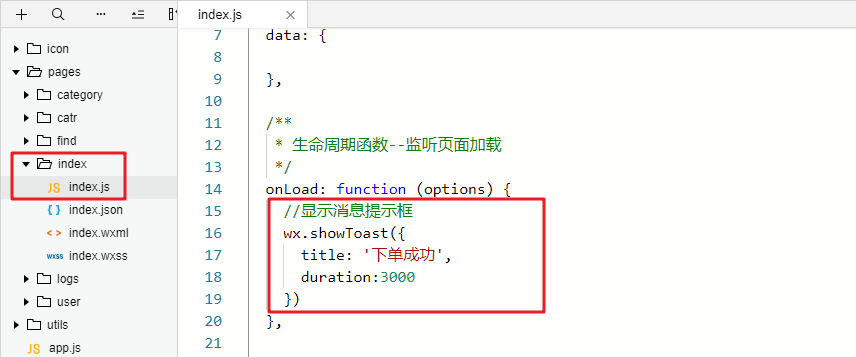 index.js
icon
pages
category
catr
find
index
JS index.js
{ } index.json
< > index.wxml
wxss index.wxss
logs
user
utils
JS app.js
7 data: {
8
9 },
10
11 /**
12 * 生命周期函数--监听页面加载
13 */
14 onLoad: function (options) {
15 //显示消息提示框
16 wx.showToast({
17 title: '下单成功',
18 duration:3000
19 })
20 },
21